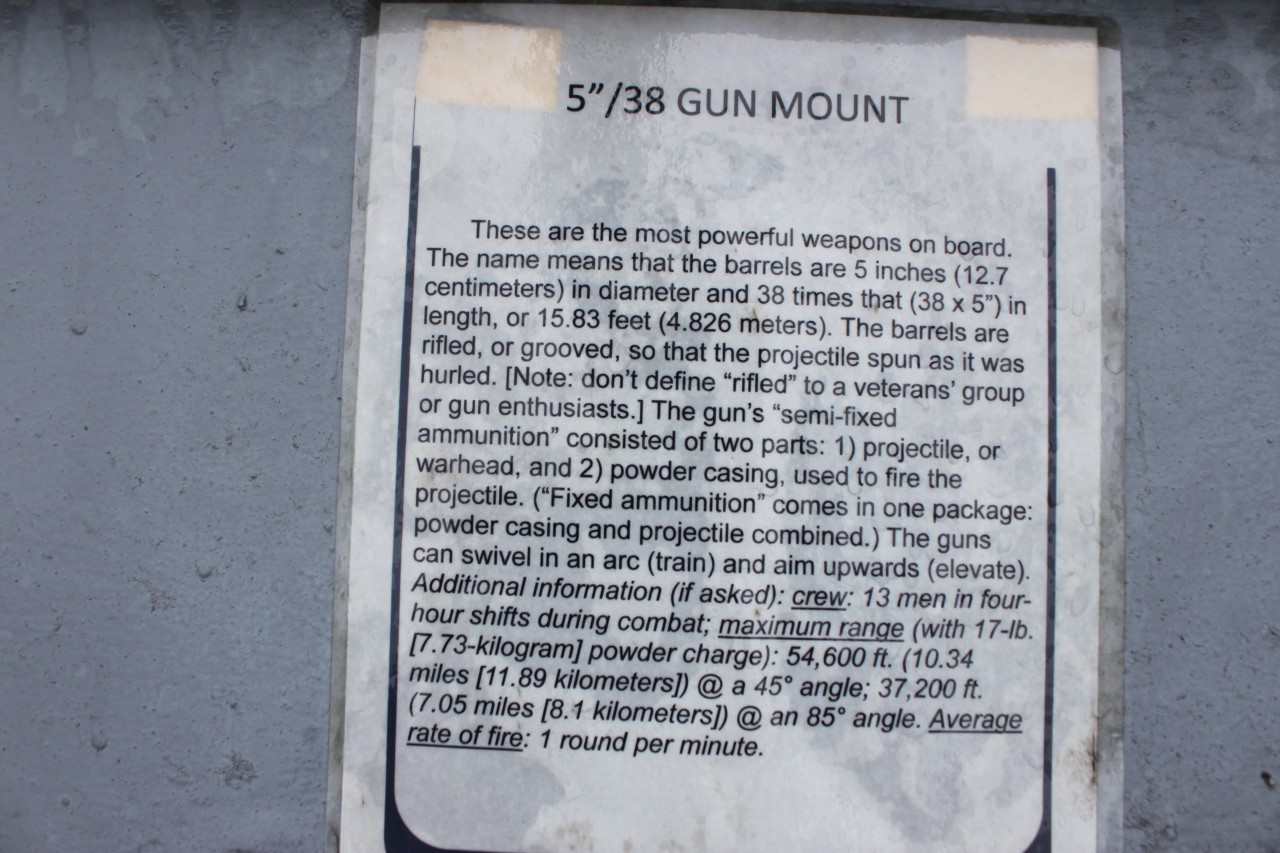 5”/38 GUN MOUNT
These are the most powerful weapons on board.
The name means that the barrels are 5 inches (12.7
centimeters) in diameter and 38 times that (38 x 5”) in
length, or 15.83 feet (4.826 meters). The barrels are
rifled, or grooved, so that the projectile spun as it was
hurled. [Note: don’t define “rifled” to a veterans’ group
or gun enthusiasts.] The gun’s “semi-fixed
ammunition” consisted of two parts: 1) projectile, or
warhead, and 2) powder casing, used to fire the
projectile. (“Fixed ammunition” comes in one package:
powder casing and projectile combined.) The guns
can swivel in an arc (train) and aim upwards (elevate).
Additional information (if asked): crew: 13 men in four-
hour shifts during combat; maximum range (with 17-lb.
[7.73-kilogram] powder charge): 54,600 ft. (10.34
miles [11.89 kilometers]) @ a 45° angle; 37,200 ft.
(7.05 miles [8.1 kilometers]) @ an 85° angle. Average
rate of fire: 1 round per minute.